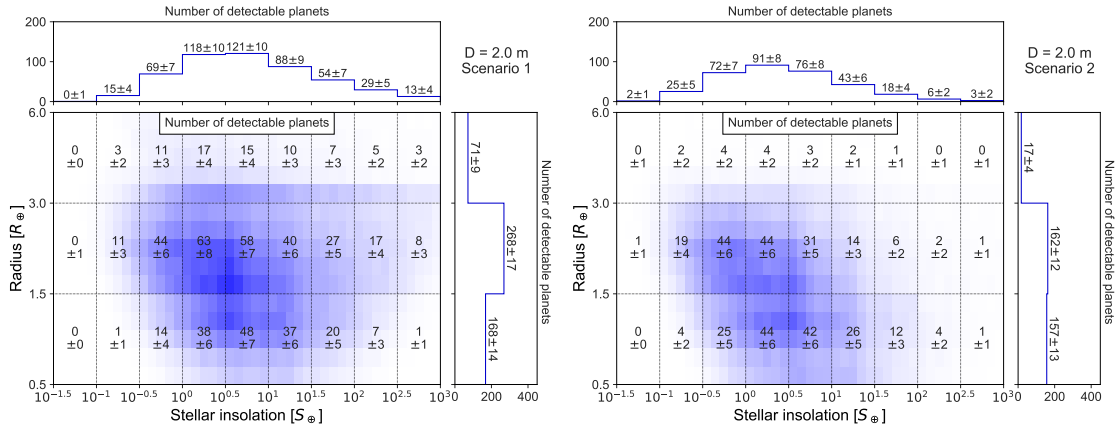 Number of detectable planets
200
100
0
0±1 15±4 69±7 118±10 121±10 88±9 54±7 29±5 13±4
D = 2.0 m
Scenario 1
Number of detectable planets
6.0
3.0
1.5
0.5
Radius [R⊕]
0 3 11 17 15 10 7 5 3
±0 ±2 ±3 ±4 ±4 ±3 ±3 ±2 ±2
0 11 44 63 58 40 27 17 8
±1 ±3 ±6 ±8 ±7 ±6 ±5 ±4 ±3
0 1 14 38 48 37 20 7 1
±0 ±1 ±4 ±6 ±7 ±6 ±5 ±3 ±1
10^−1.5 10^−1 10^−0.5 10^0 10^0.5 10^1 10^1.5 10^2 10^2.5 10^3
Stellar insolation [S⊕]
71±9
268±17
168±14
200 400
Number of detectable planets
Number of detectable planets
200
100
0
2±1 25±5 72±7 91±8 76±8 43±6 18±4 6±2 3±2
D = 2.0 m
Scenario 2
Number of detectable planets
6.0
3.0
1.5
0.5
Radius [R⊕]
0 2 4 4 3 2 1 0 0
±1 ±2 ±2 ±2 ±2 ±1 ±1 ±1 ±1
1 19 44 44 31 14 6 2 1
±1 ±4 ±6 ±6 ±5 ±3 ±2 ±2 ±1
0 4 25 44 42 26 12 4 1
±1 ±2 ±5 ±6 ±6 ±5 ±3 ±2 ±1
10^−1.5 10^−1 10^−0.5 10^0 10^0.5 10^1 10^1.5 10^2 10^2.5 10^3
Stellar insolation [S⊕]
17±4
162±12
157±13
200 400
Number of detectable planets